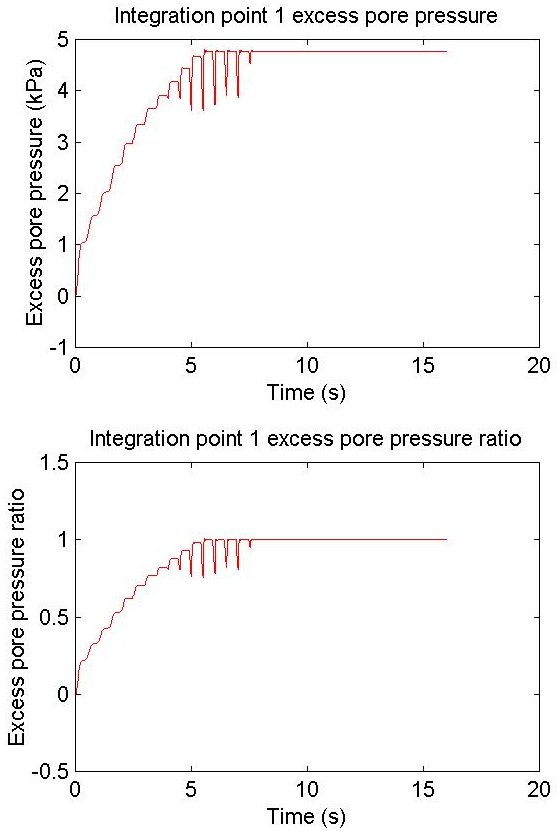 Integration point 1 excess pore pressure
5
4
3
2
1
0
-1
Excess pore pressure (kPa)
0 5 10 15 20
Time (s)
Integration point 1 excess pore pressure ratio
1.5
1
0.5
0
-0.5
Excess pore pressure ratio
0 5 10 15 20
Time (s)